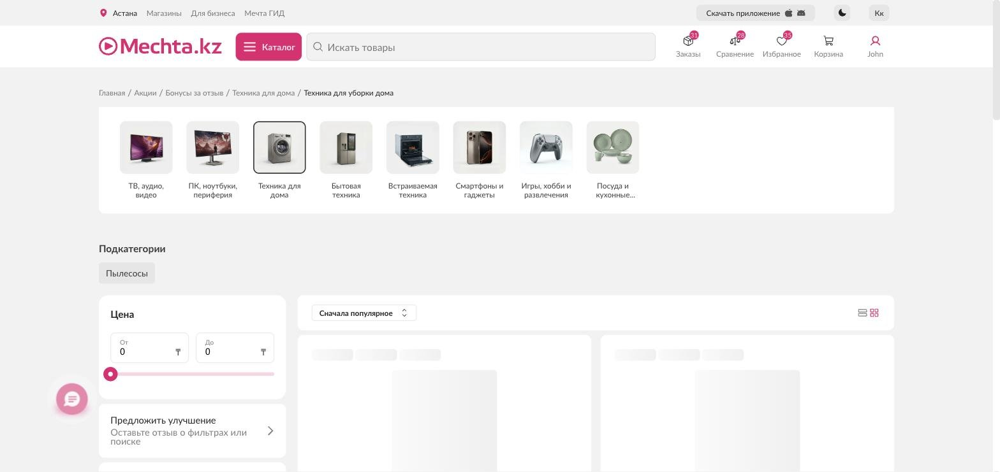 Астана Магазины Для бизнеса Мечта ГИД Скачать приложение Кк
Mechta.kz Каталог Искать товары
31 28 35
Заказы Сравнение Избранное Корзина John
Главная / Акции / Бонусы за отзыв / Техника для дома / Техника для уборки дома
ТВ, аудио, видео
ПК, ноутбуки, периферия
Техника для дома
Бытовая техника
Встраиваемая техника
Смартфоны и гаджеты
Игры, хобби и развлечения
Посуда и кухонные...
Подкатегории
Пылесосы
Цена
От
0 ₸
До
0 ₸
Сначала популярное
Предложить улучшение
Оставьте отзыв о фильтрах или
поиске